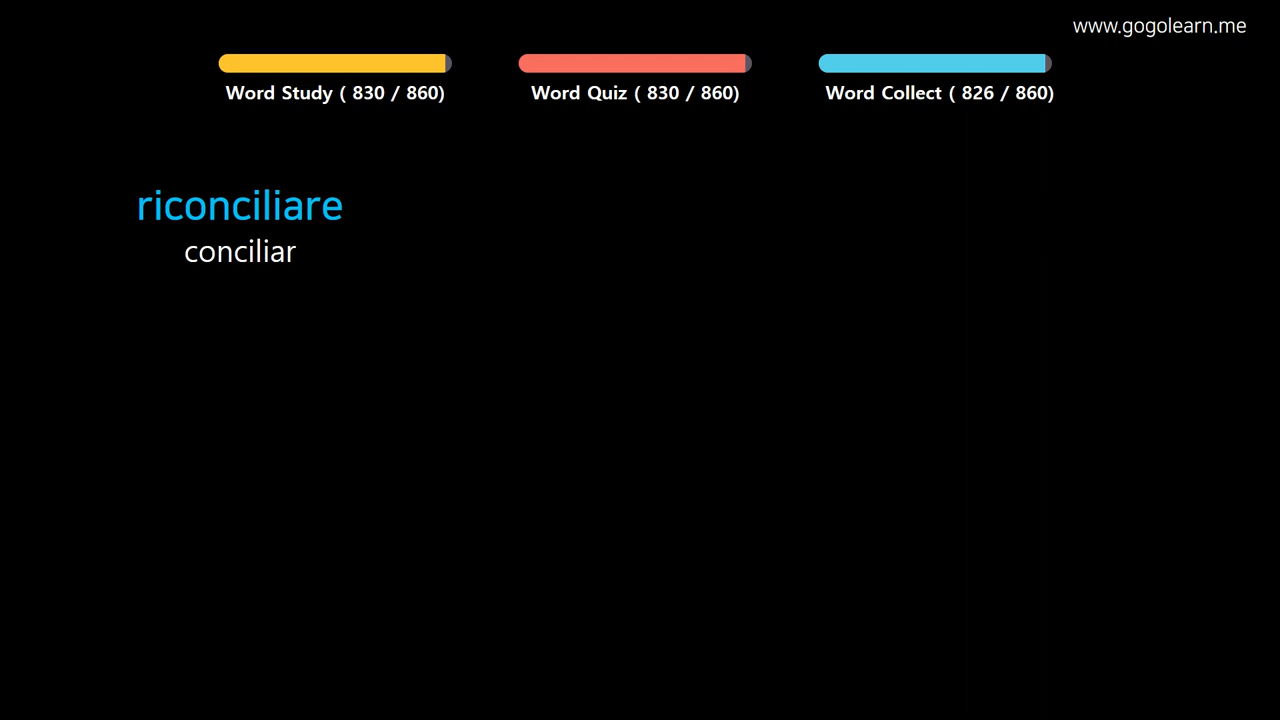 www.gogolearn.me
Word Study ( 830 / 860)
Word Quiz ( 830 / 860)
Word Collect ( 826 / 860)
riconciliare
conciliar